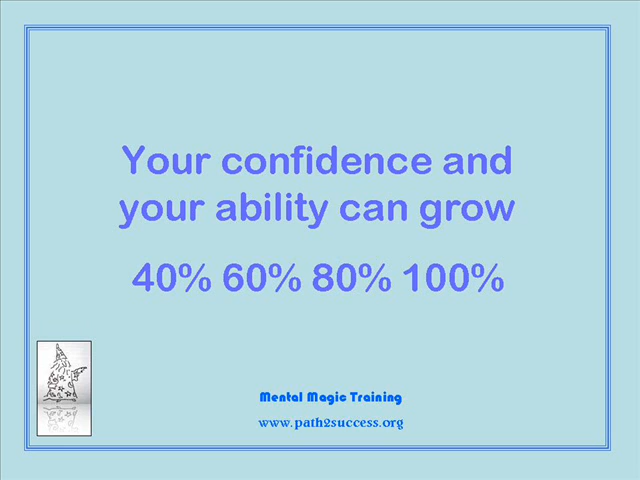 Your confidence and
your ability can grow
40% 60% 80% 100%
Mental Magic Training
www.path2success.org